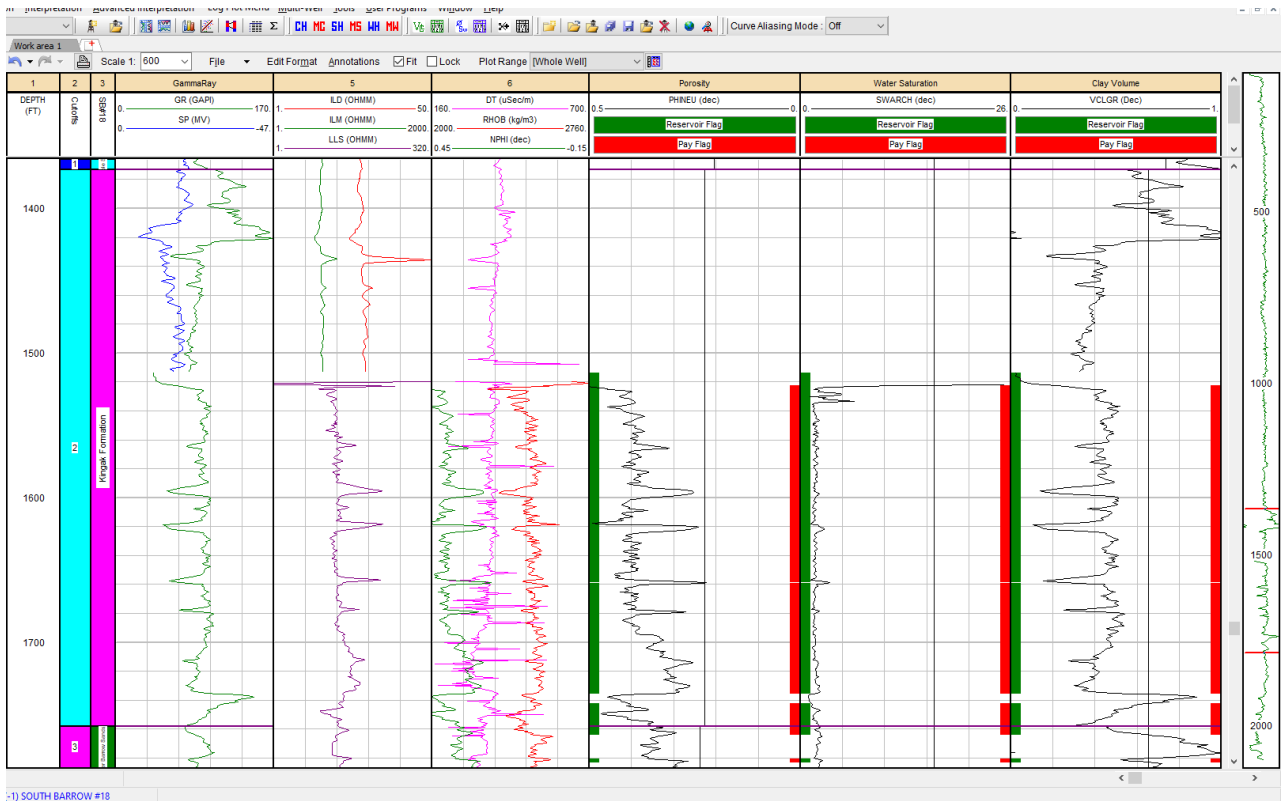 Interpretation Advanced Interpretation Log Plot Menu Multi-Well Tools User Programs Window Help
CH MC SH MS WH MW Curve Aliasing Mode : Off
Work area 1 +
Scale 1: 600 File Edit Format Annotations Fit Lock Plot Range [Whole Well]
1 2 3 GammaRay 5 6 Porosity Water Saturation Clay Volume
DEPTH (FT)
Cutoffs
SB#18
GR (GAPI)
0. 170.
SP (MV)
0. -47.
ILD (OHMM)
1. 50.
ILM (OHMM)
1. 2000.
LLS (OHMM)
1. 320.
DT (uSec/m)
160. 700.
RHOB (kg/m3)
2000. 2760.
NPHI (dec)
0.45 -0.15
PHINEU (dec)
0.5 0.
Reservoir Flag
Pay Flag
SWARCH (dec)
0. 26.
Reservoir Flag
Pay Flag
VCLGR (Dec)
0. 1.
Reservoir Flag
Pay Flag
1
1400
500
1500
1000
2
Kingak Formation
1600
1500
1700
2000
3
(-1) SOUTH BARROW #18